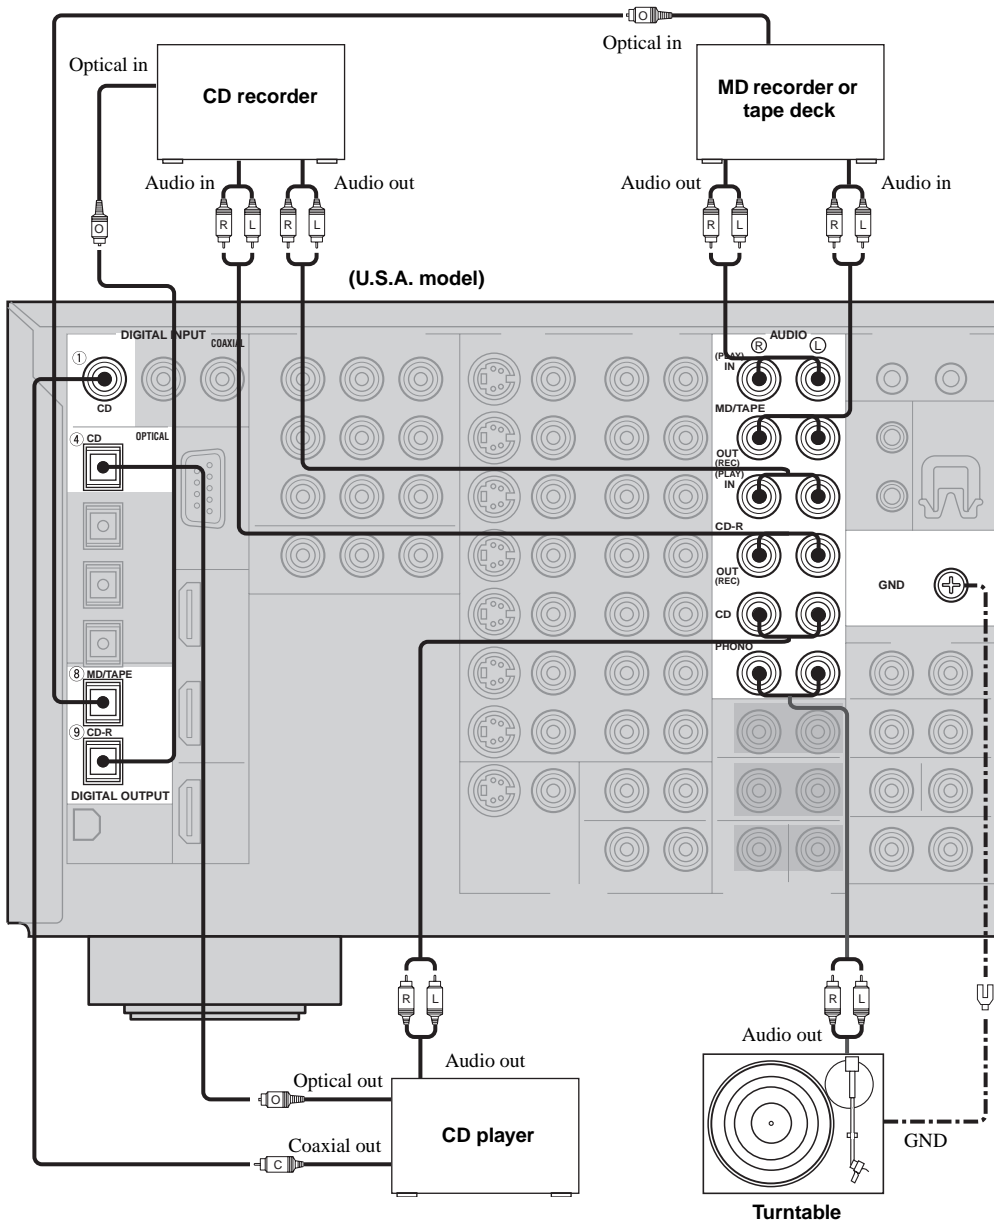 O
Optical in
Optical in
CD recorder
MD recorder or
tape deck
Audio in
Audio out
Audio out
Audio in
O
R L
R L
R L
R L
(U.S.A. model)
DIGITAL INPUT
COAXIAL
AUDIO
R L
① 
CD
(PLAY)
IN
MD/TAPE
④ CD
OPTICAL
OUT
(REC)
(PLAY)
IN
CD-R
OUT
(REC)
GND
CD
PHONO
⑧ MD/TAPE
⑨ CD-R
DIGITAL OUTPUT
R L
R L
Audio out
Audio out
Optical out
O
CD player
Coaxial out
C
GND
Turntable